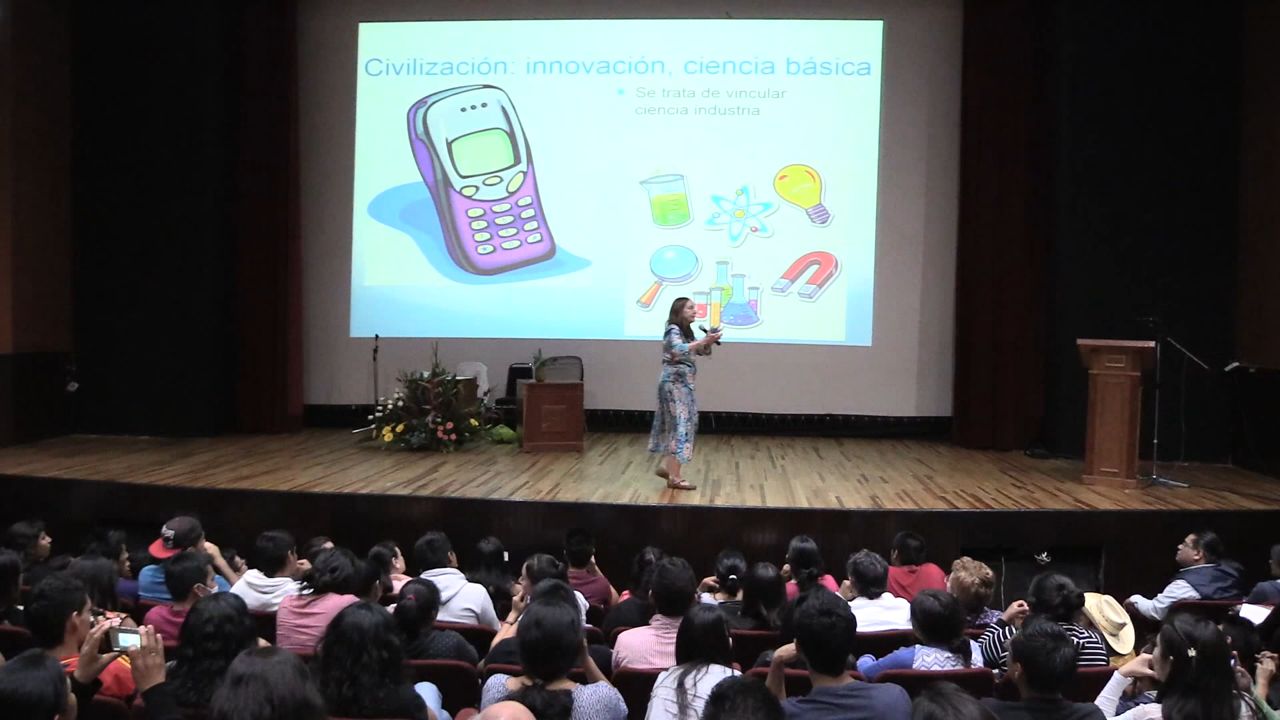 Civilización: innovación, ciencia básica
Se trata de vincular
ciencia industria